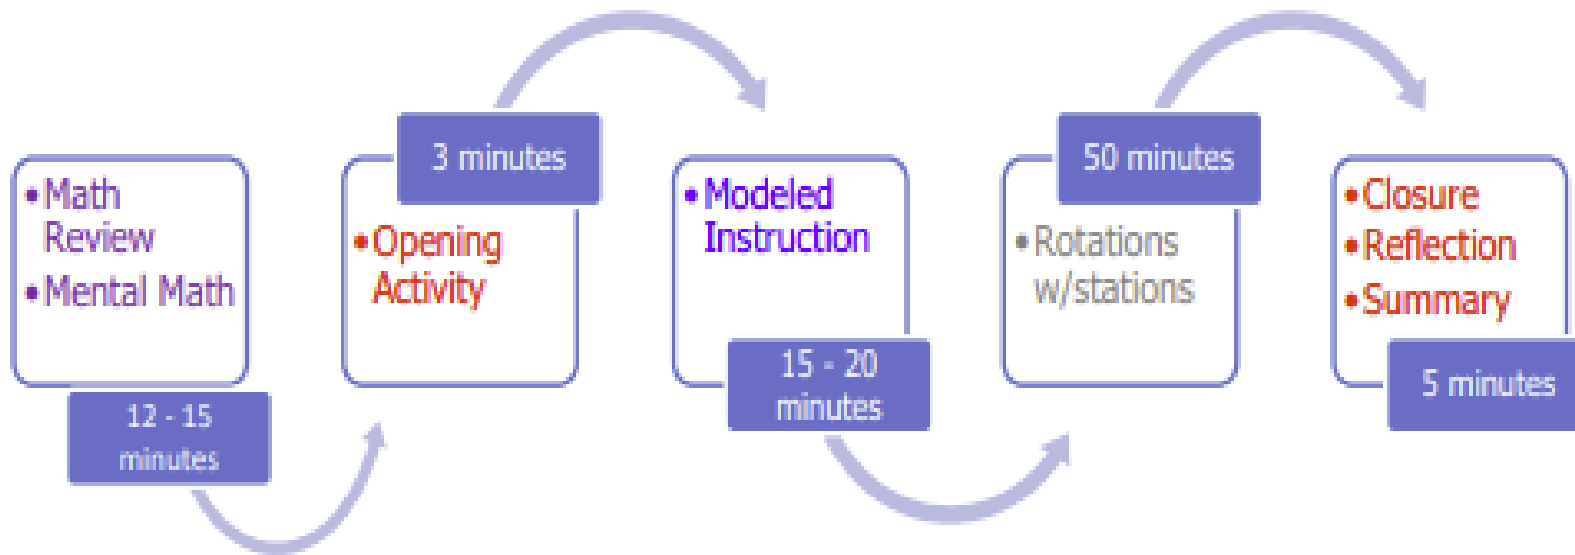 •Math
Review
•Mental Math
12 - 15
minutes
3 minutes
•Opening
Activity
•Modeled
Instruction
15 - 20
minutes
50 minutes
•Rotations
w/stations
•Closure
•Reflection
•Summary
5 minutes